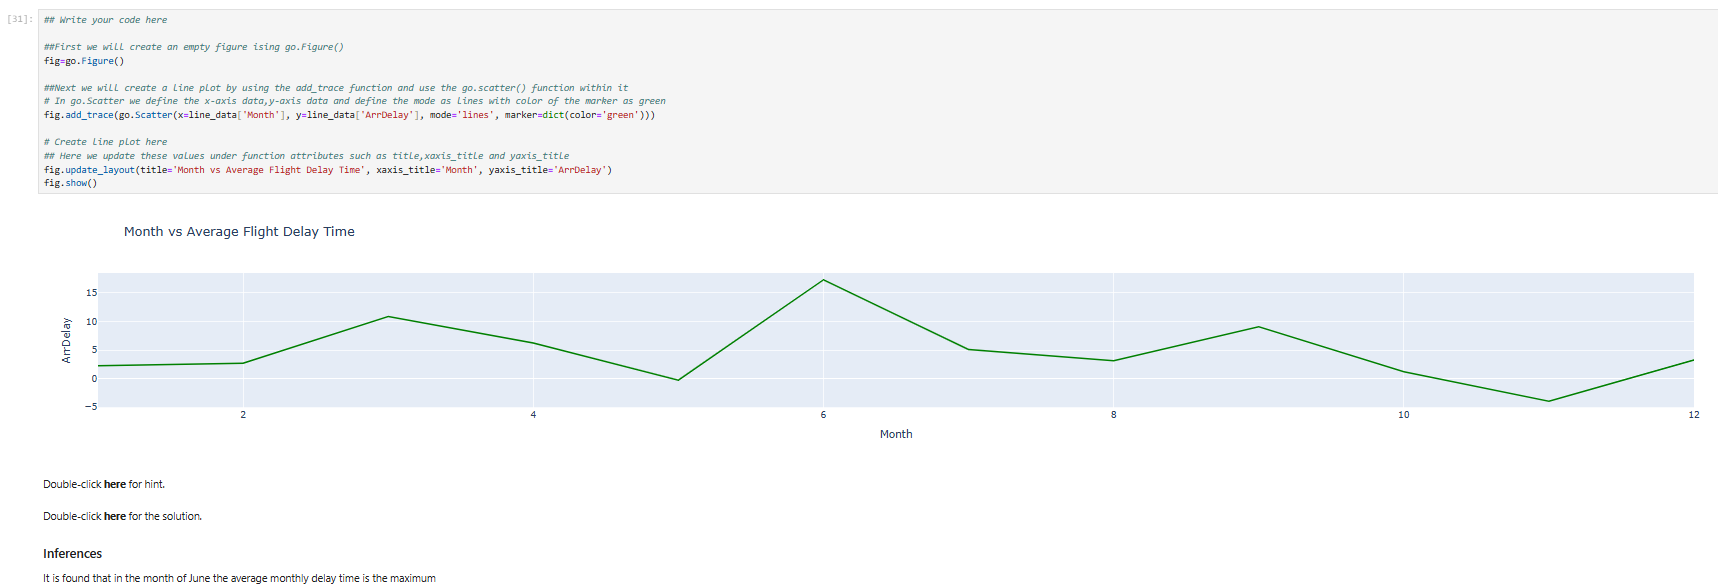 [31]:
## Write your code here
##First we will create an empty figure ising go.Figure()
fig=go.Figure()
##Next we will create a line plot by using the add_trace function and use the go.scatter() function within it
# In go.Scatter we define the x-axis data,y-axis data and define the mode as lines with color of the marker as green
fig.add_trace(go.Scatter(x=line_data['Month'], y=line_data['ArrDelay'], mode='lines', marker=dict(color='green')))
# Create line plot here
## Here we update these values under function attributes such as title,xaxis_title and yaxis_title
fig.update_layout(title='Month vs Average Flight Delay Time', xaxis_title='Month', yaxis_title='ArrDelay')
fig.show()
Month vs Average Flight Delay Time
15
10
5
0
−5
ArrDelay
2 4 6 8 10 12
Month
Double-click here for hint.
Double-click here for the solution.
Inferences
It is found that in the month of June the average monthly delay time is the maximum